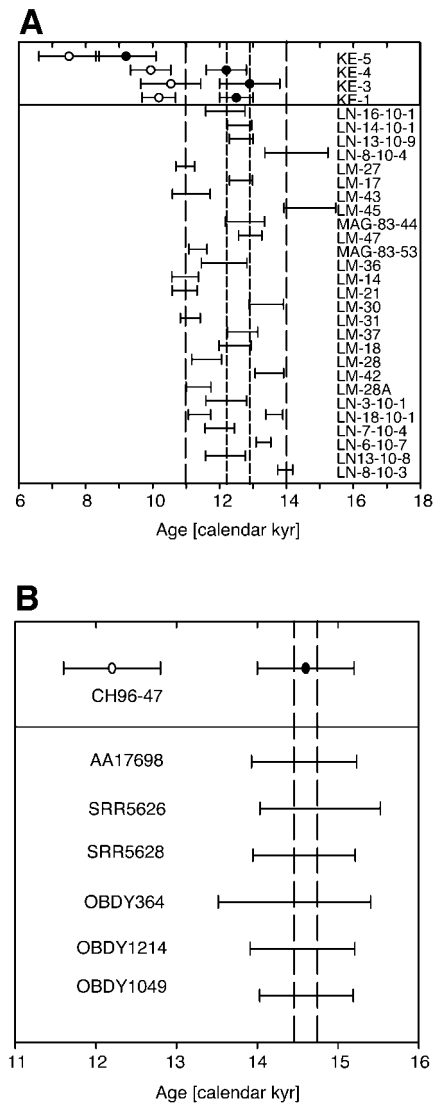 A
KE-5
KE-4
KE-3
KE-1
LN-16-10-1
LN-14-10-1
LN-13-10-9
LN-8-10-4
LM-27
LM-17
LM-43
LM-45
MAG-83-44
LM-47
MAG-83-53
LM-36
LM-14
LM-21
LM-30
LM-31
LM-37
LM-18
LM-28
LM-42
LM-28A
LN-3-10-1
LN-18-10-1
LN-7-10-4
LN-6-10-7
LN13-10-8
LN-8-10-3
6 8 10 12 14 16 18
Age [calendar kyr]
B
CH96-47
AA17698
SRR5626
SRR5628
OBDY364
OBDY1214
OBDY1049
11 12 13 14 15 16
Age [calendar kyr]